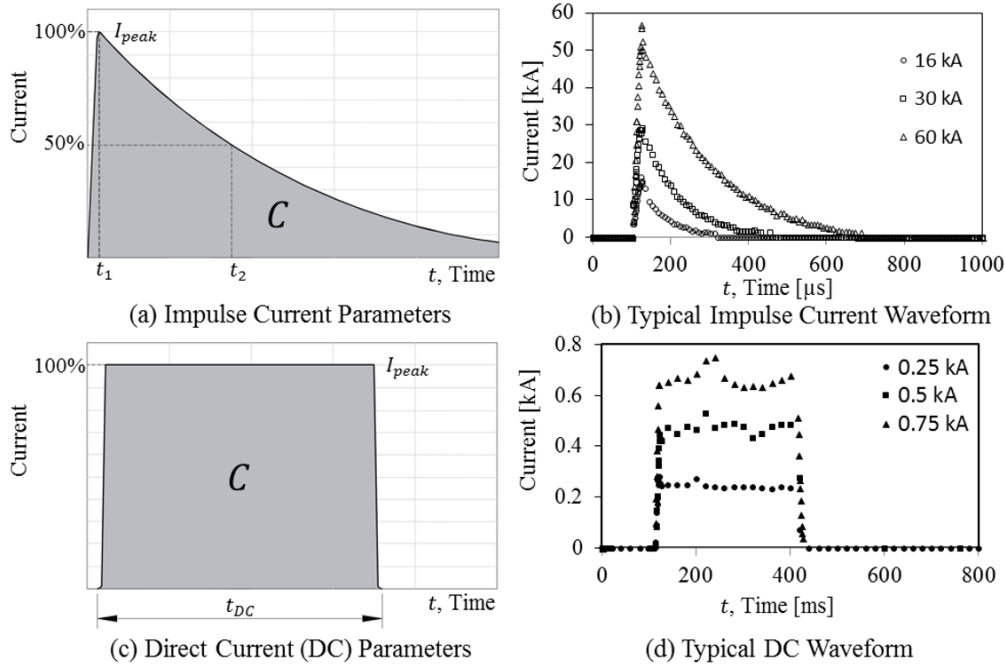 100%
I_peak
50%
Current
C
t₁
t₂
t, Time
(a) Impulse Current Parameters
60
50
40
30
20
10
0
Current [kA]
16 kA
30 kA
60 kA
0 200 400 600 800 1000
t, Time [µs]
(b) Typical Impulse Current Waveform
100%
I_peak
Current
C
t, Time
t_DC
(c) Direct Current (DC) Parameters
0.8
0.6
0.4
0.2
0
Current [kA]
0.25 kA
0.5 kA
0.75 kA
0 200 400 600 800
t, Time [ms]
(d) Typical DC Waveform